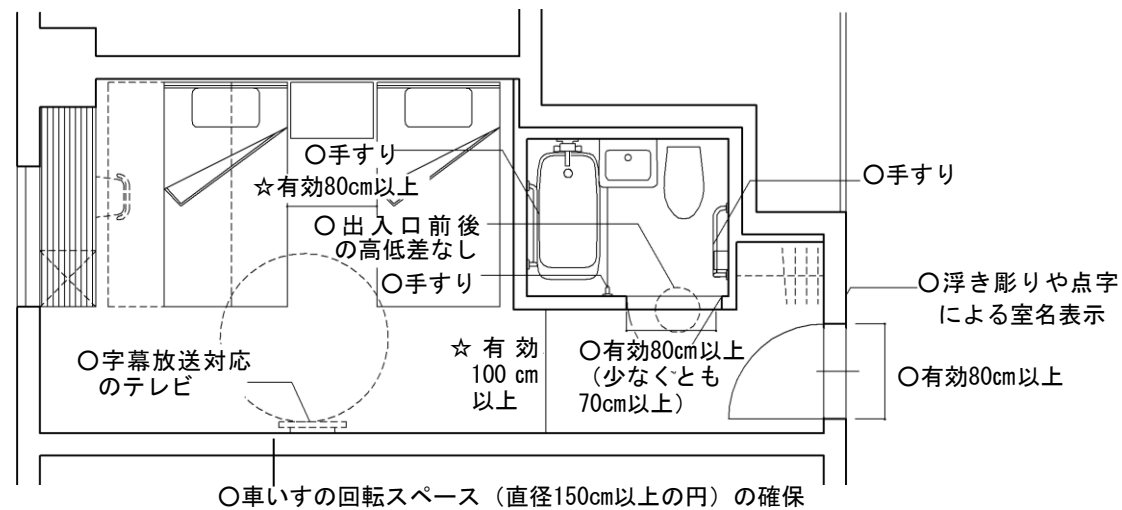 ○手すり
☆有効80cm以上
○出入口前後
の高低差なし
○手すり
○手すり
○浮き彫りや点字
による室名表示
○字幕放送対応
のテレビ
☆有効
100cm
以上
○有効80cm以上
（少なくとも
70cm以上）
○有効80cm以上
○車いすの回転スペース（直径150cm以上の円）の確保